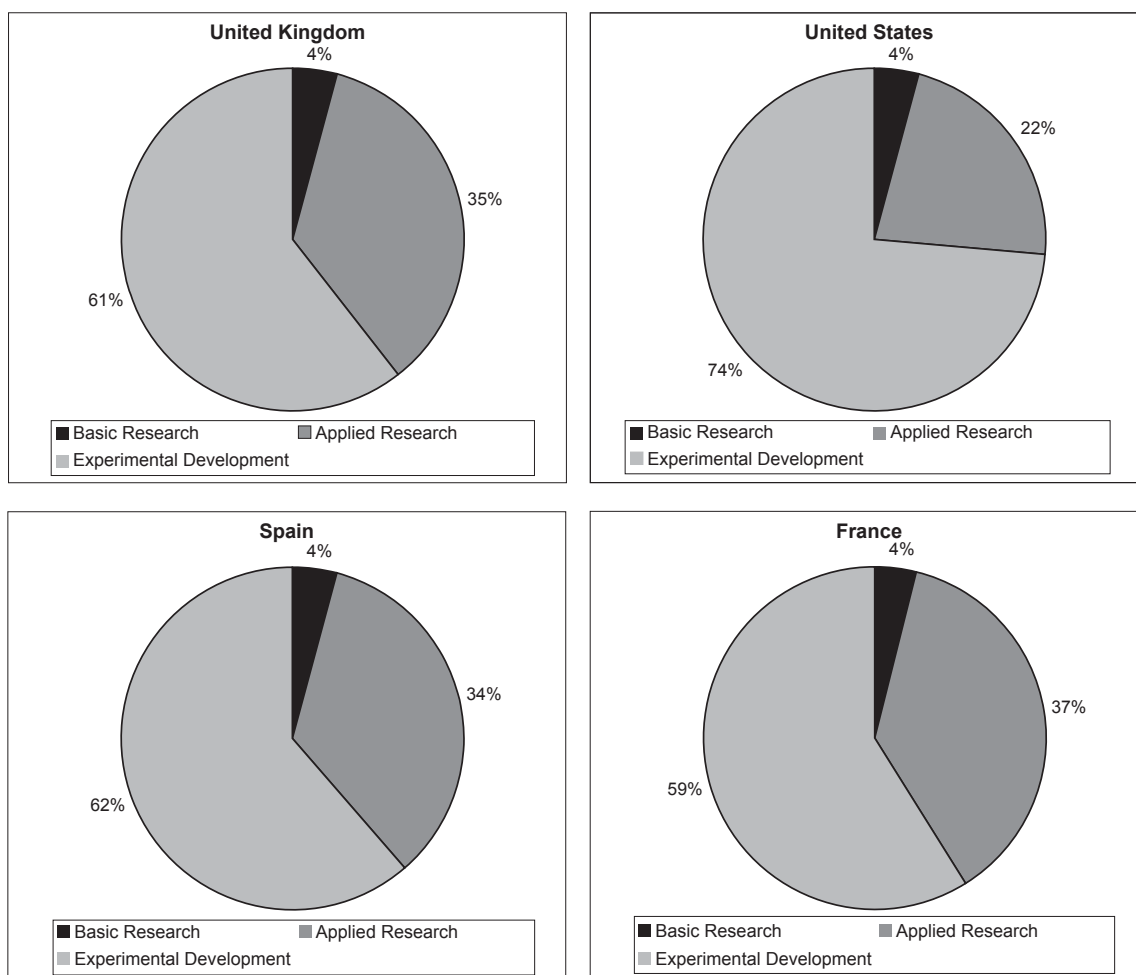 United Kingdom
4%
35%
61%
Basic Research Applied Research
Experimental Development
United States
4%
22%
74%
Basic Research Applied Research
Experimental Development
Spain
4%
34%
62%
Basic Research Applied Research
Experimental Development
France
4%
37%
59%
Basic Research Applied Research
Experimental Development